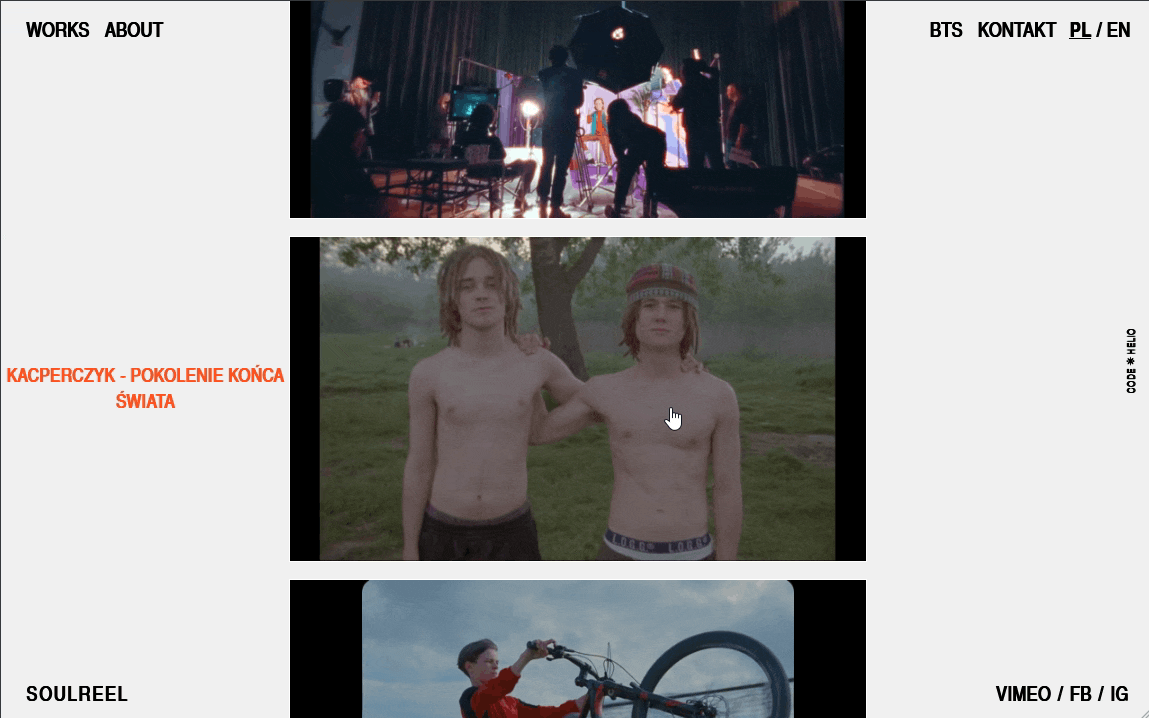 WORKS ABOUT
BTS KONTAKT PL / EN
KACPERCZYK - POKOLENIE KOŃCA
ŚWIATA
CODE ✷ HELIO
SOULREEL
VIMEO / FB / IG